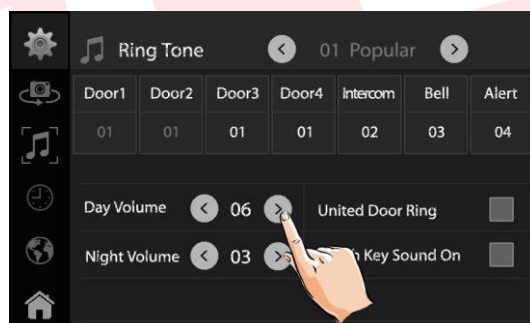 Ring Tone 01 Popular
Door1 Door2 Door3 Door4 intercom Bell Alert
01 01 01 01 02 03 04
Day Volume 06 United Door Ring
Night Volume 03 Key Sound On